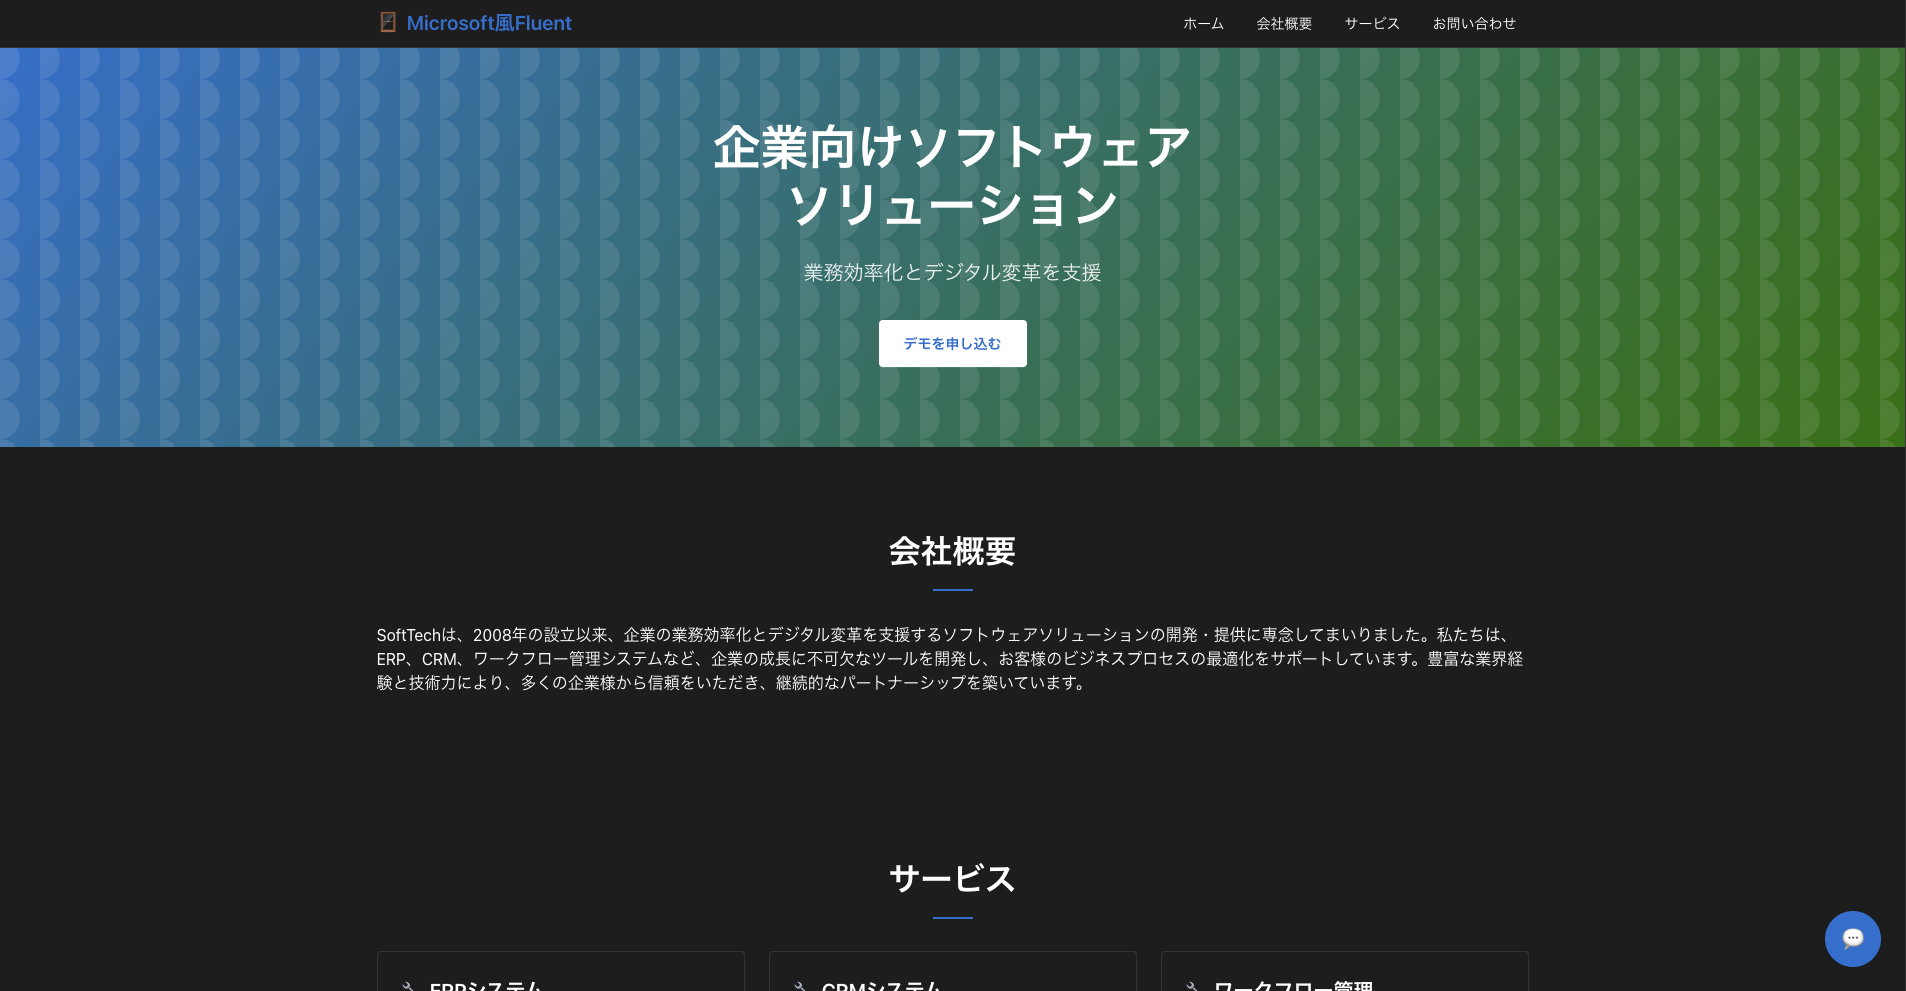 Microsoft風Fluent
ホーム 会社概要 サービス お問い合わせ
企業向けソフトウェア
ソリューション
業務効率化とデジタル変革を支援
デモを申し込む
会社概要
SoftTechは、2008年の設立以来、企業の業務効率化とデジタル変革を支援するソフトウェアソリューションの開発・提供に専念してまいりました。私たちは、
ERP、CRM、ワークフロー管理システムなど、企業の成長に不可欠なツールを開発し、お客様のビジネスプロセスの最適化をサポートしています。豊富な業界経
験と技術力により、多くの企業様から信頼をいただき、継続的なパートナーシップを築いています。
サービス
ERPシステム
CRMシステム
ワークフロー管理